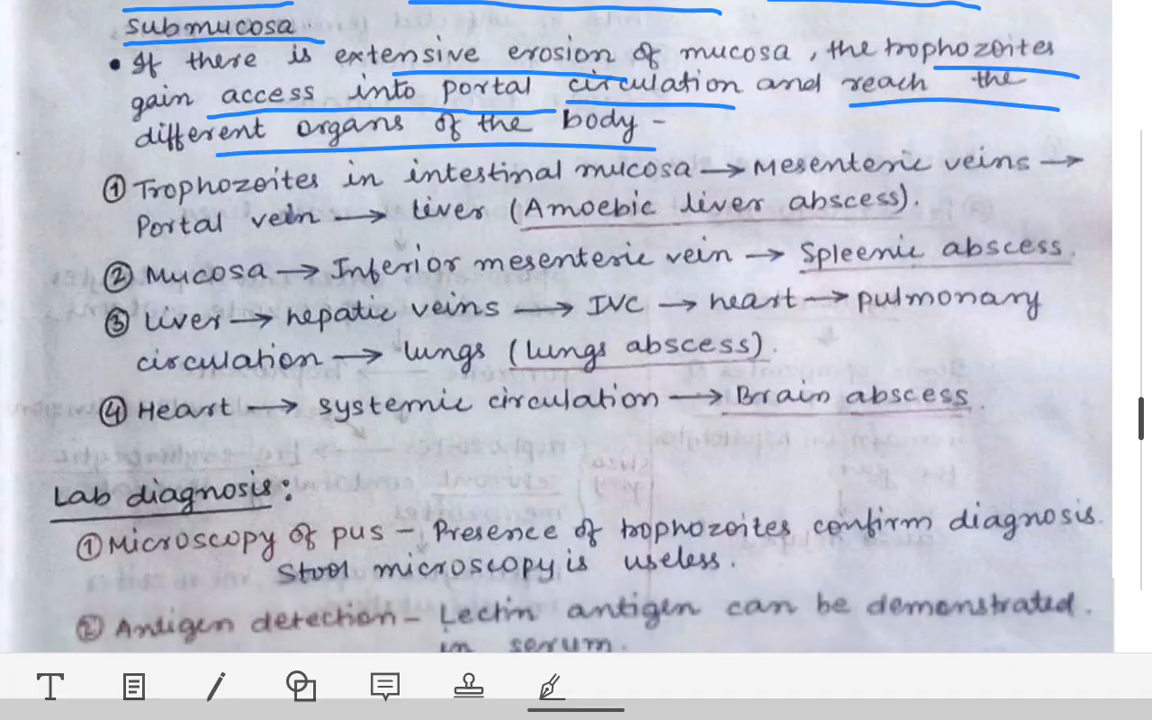 submucosa
• If there is extensive erosion of mucosa, the trophozoites
gain access into portal circulation and reach the
different organs of the body -
① Trophozoites in intestinal mucosa → Mesenteric veins →
Portal vein → liver (Amoebic liver abscess).
② Mucosa → Inferior mesenteric vein → Spleenic abscess.
③ Liver → hepatic veins → IVC → heart → pulmonary
circulation → lungs (lungs abscess).
④ Heart → systemic circulation → Brain abscess.
Lab diagnosis:
① Microscopy of pus - Presence of trophozoites confirm diagnosis.
Stool microscopy is useless.
② Antigen detection - Lectin antigen can be demonstrated.
in serum.
T